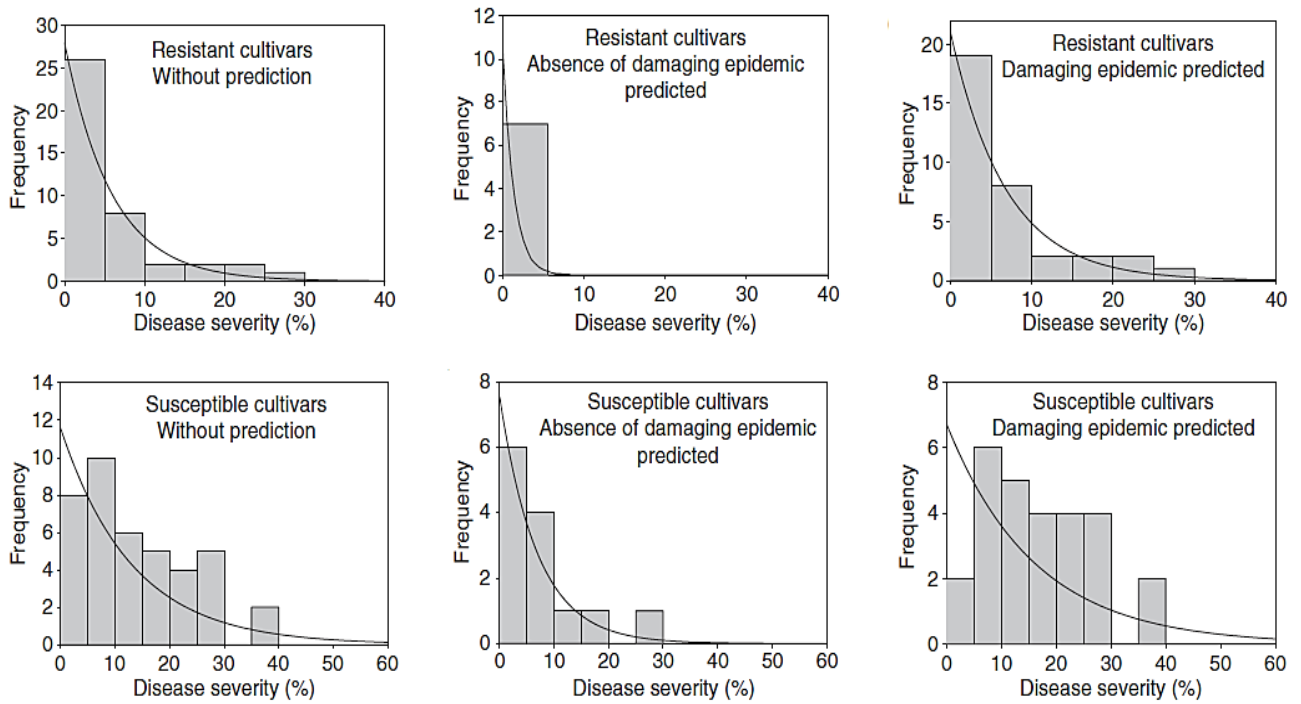 30
25
20
15
10
5
0
Frequency
Resistant cultivars
Without prediction
0 10 20 30 40
Disease severity (%)
12
10
8
6
4
2
0
Frequency
Resistant cultivars
Absence of damaging epidemic
predicted
0 10 20 30 40
Disease severity (%)
20
15
10
5
0
Frequency
Resistant cultivars
Damaging epidemic predicted
0 10 20 30 40
Disease severity (%)
14
12
10
8
6
4
2
0
Frequency
Susceptible cultivars
Without prediction
0 10 20 30 40 50 60
Disease severity (%)
8
6
4
2
0
Frequency
Susceptible cultivars
Absence of damaging epidemic
predicted
0 10 20 30 40 50 60
Disease severity (%)
8
6
4
2
0
Frequency
Susceptible cultivars
Damaging epidemic predicted
0 10 20 30 40 50 60
Disease severity (%)